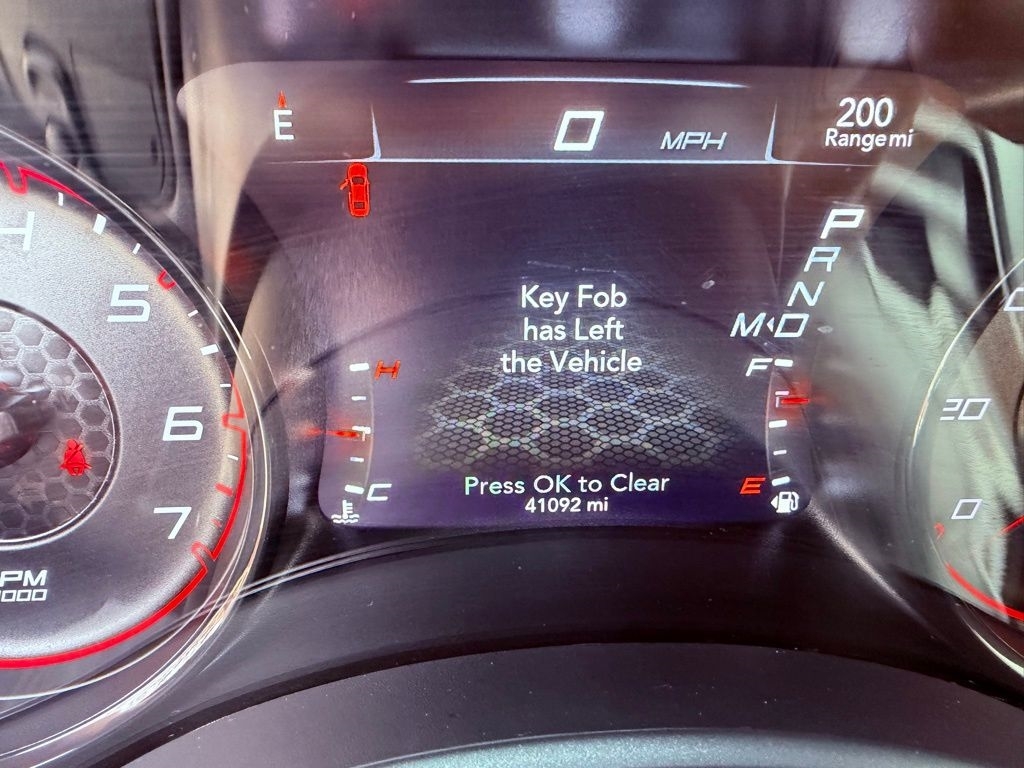 E
0 MPH
200
Range mi
P
R
N
M D
Key Fob
has Left
the Vehicle
H
F
C
E
Press OK to Clear
41092 mi
4
5
6
7
20
0